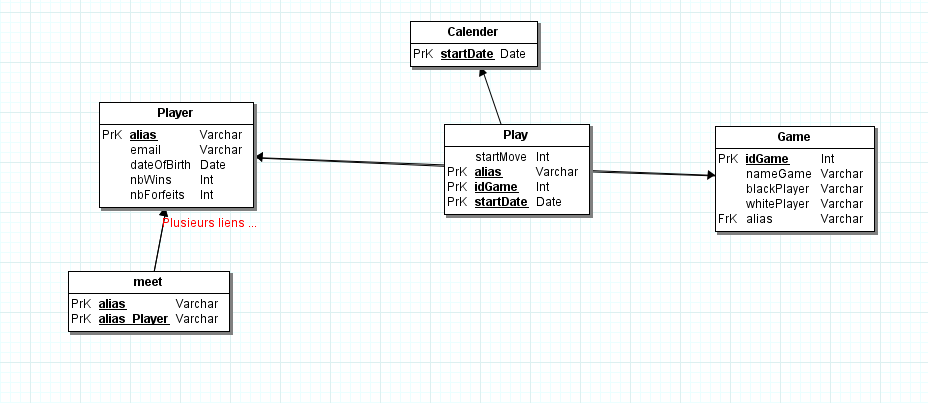 Calender
PrK startDate Date
Player
PrK alias Varchar
email Varchar
dateOfBirth Date
nbWins Int
nbForfeits Int
Plusieurs liens ...
Play
startMove Int
PrK alias Varchar
PrK idGame Int
PrK startDate Date
Game
PrK idGame Int
nameGame Varchar
blackPlayer Varchar
whitePlayer Varchar
FrK alias Varchar
meet
PrK alias Varchar
PrK alias_Player Varchar